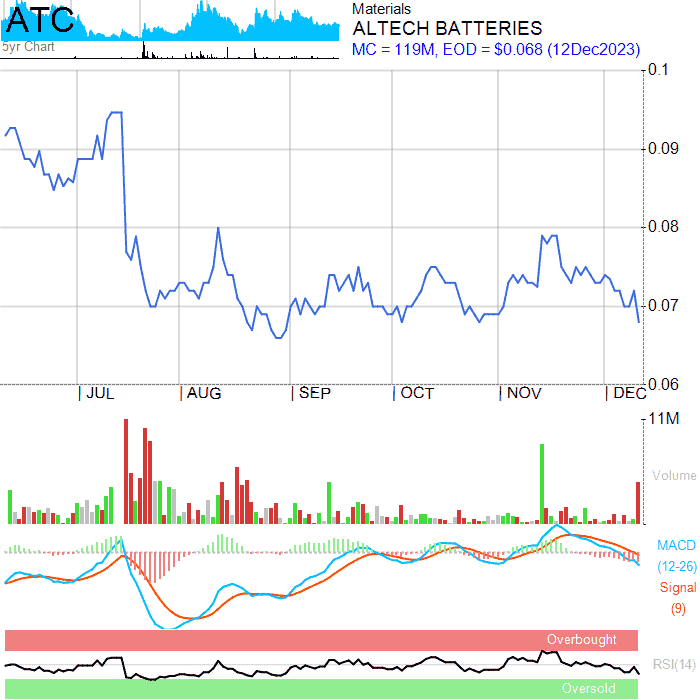 ATC
5yr Chart
Materials
ALTECH BATTERIES
MC = 119M, EOD = $0.068 (12Dec2023)
0.1
0.09
0.08
0.07
0.06
| JUL | AUG | SEP | OCT | NOV | DEC
11M
Volume
MACD
(12-26)
Signal
(9)
Overbought
RSI(14)
Oversold